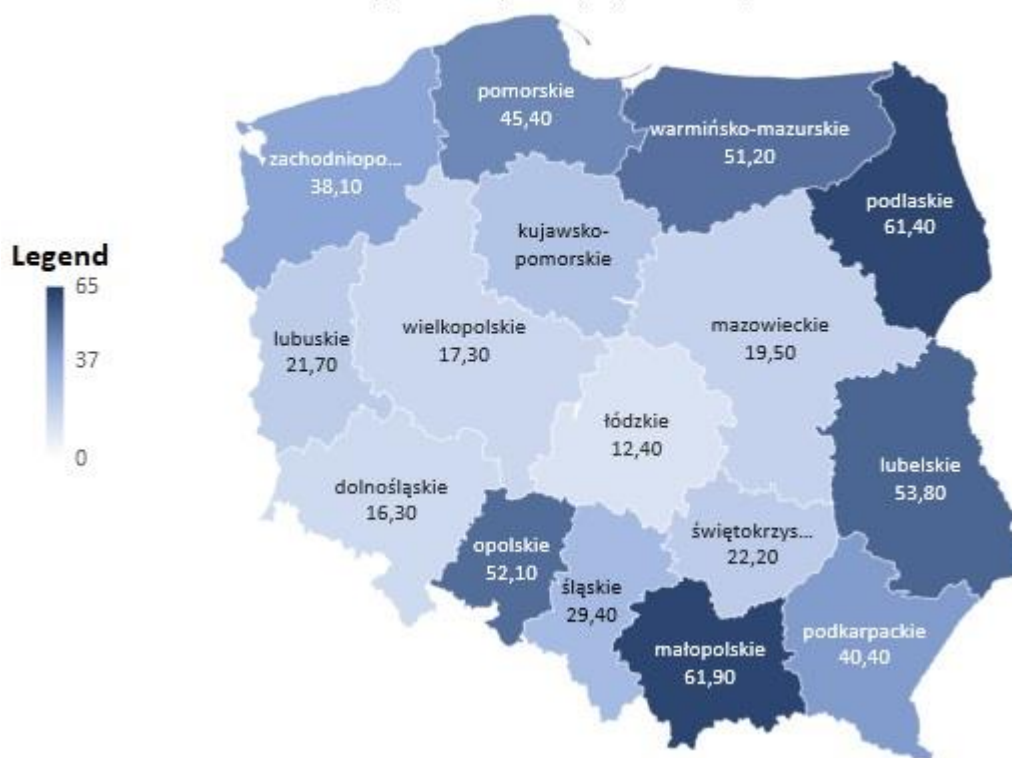 pomorskie
45,40
warmińsko-mazurskie
51,20
zachodniopo...
38,10
podlaskie
61,40
kujawsko-
pomorskie
Legend
65
37
0
lubuskie
21,70
wielkopolskie
17,30
mazowieckie
19,50
łódzkie
12,40
lubelskie
53,80
dolnośląskie
16,30
opolskie
52,10
śląskie
29,40
świętokrzys...
22,20
małopolskie
61,90
podkarpackie
40,40